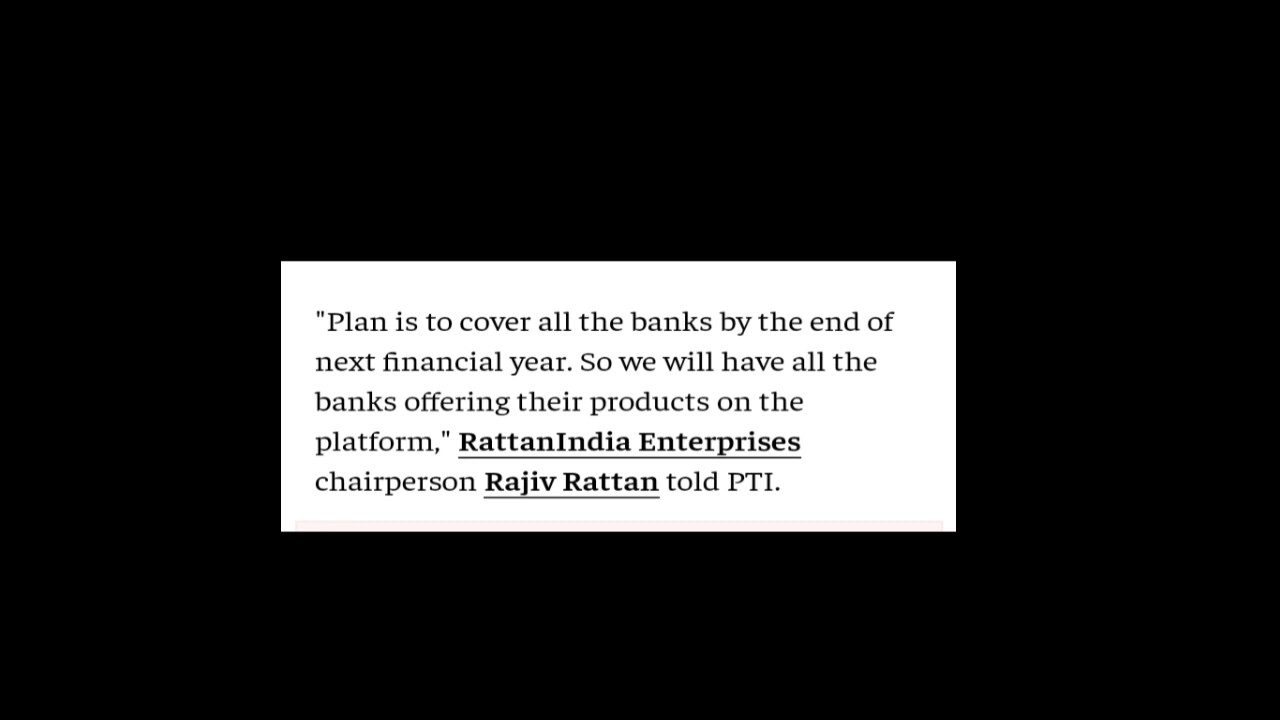 "Plan is to cover all the banks by the end of
next financial year. So we will have all the
banks offering their products on the
platform," RattanIndia Enterprises
chairperson Rajiv Rattan told PTI.